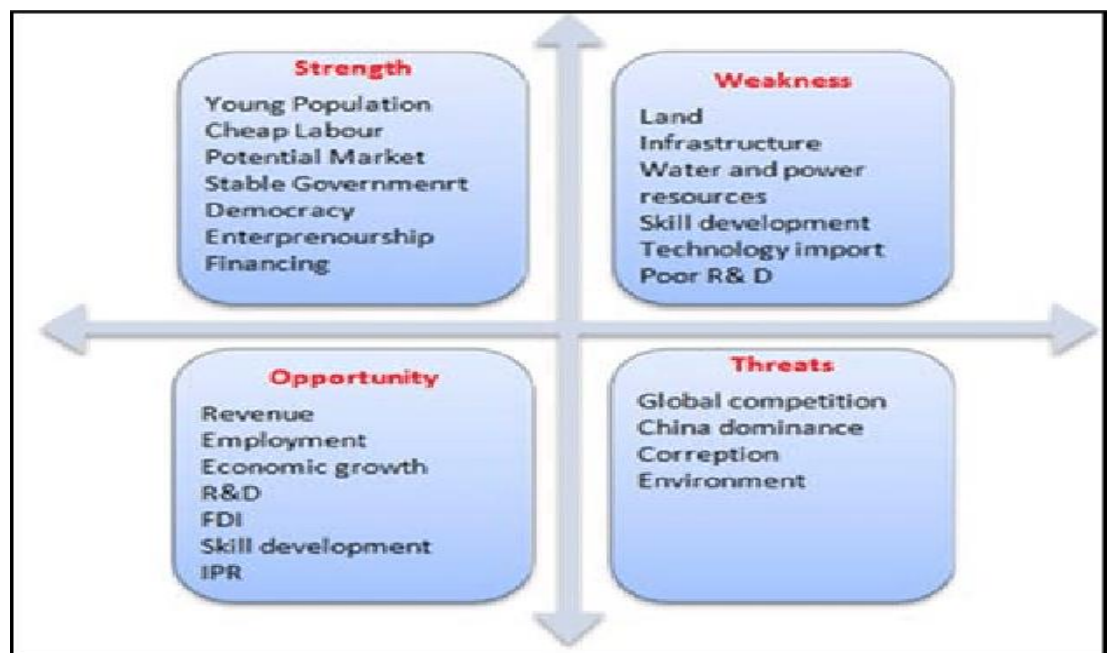 Strength
Young Population
Cheap Labour
Potential Market
Stable Governmenrt
Democracy
Enterprenourship
Financing
Weakness
Land
Infrastructure
Water and power
resources
Skill development
Technology import
Poor R& D
Opportunity
Revenue
Employment
Economic growth
R&D
FDI
Skill development
IPR
Threats
Global competition
China dominance
Correption
Environment